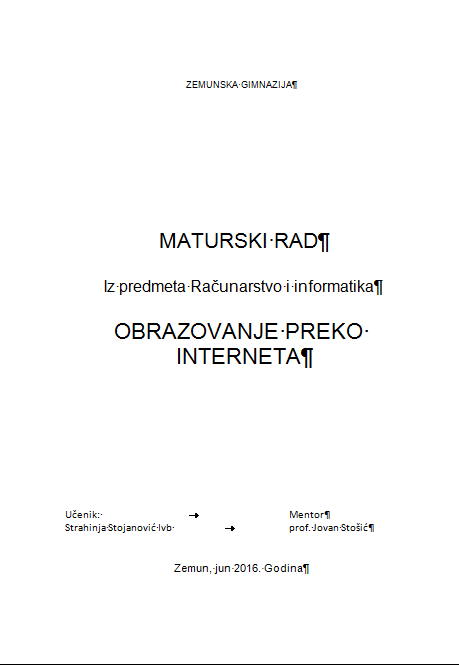 ZEMUNSKA·GIMNAZIJA¶
MATURSKI·RAD¶
Iz·predmeta·Računarstvo·i·informatika¶
OBRAZOVANJE·PREKO·
INTERNETA¶
Učenik:· → Mentor¶
Strahinja·Stojanović·Ivb· → prof.·Jovan·Stošić¶
Zemun,·jun·2016.·Godina¶